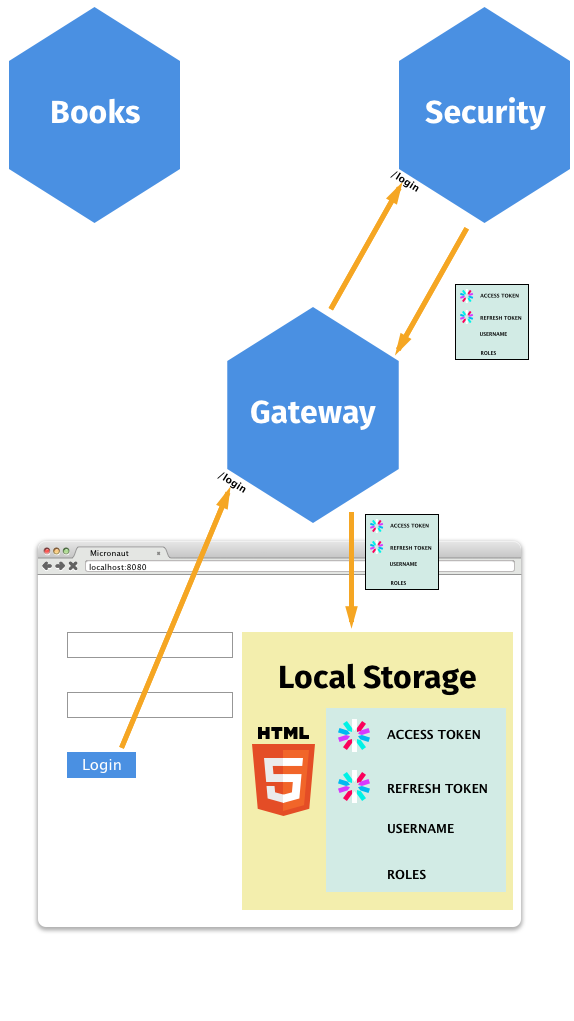 Books
Security
/login
ACCESS TOKEN
REFRESH TOKEN
USERNAME
ROLES
Gateway
/login
ACCESS TOKEN
REFRESH TOKEN
USERNAME
ROLES
Micronaut
localhost:8080
Local Storage
HTML
5
ACCESS TOKEN
Login
REFRESH TOKEN
USERNAME
ROLES